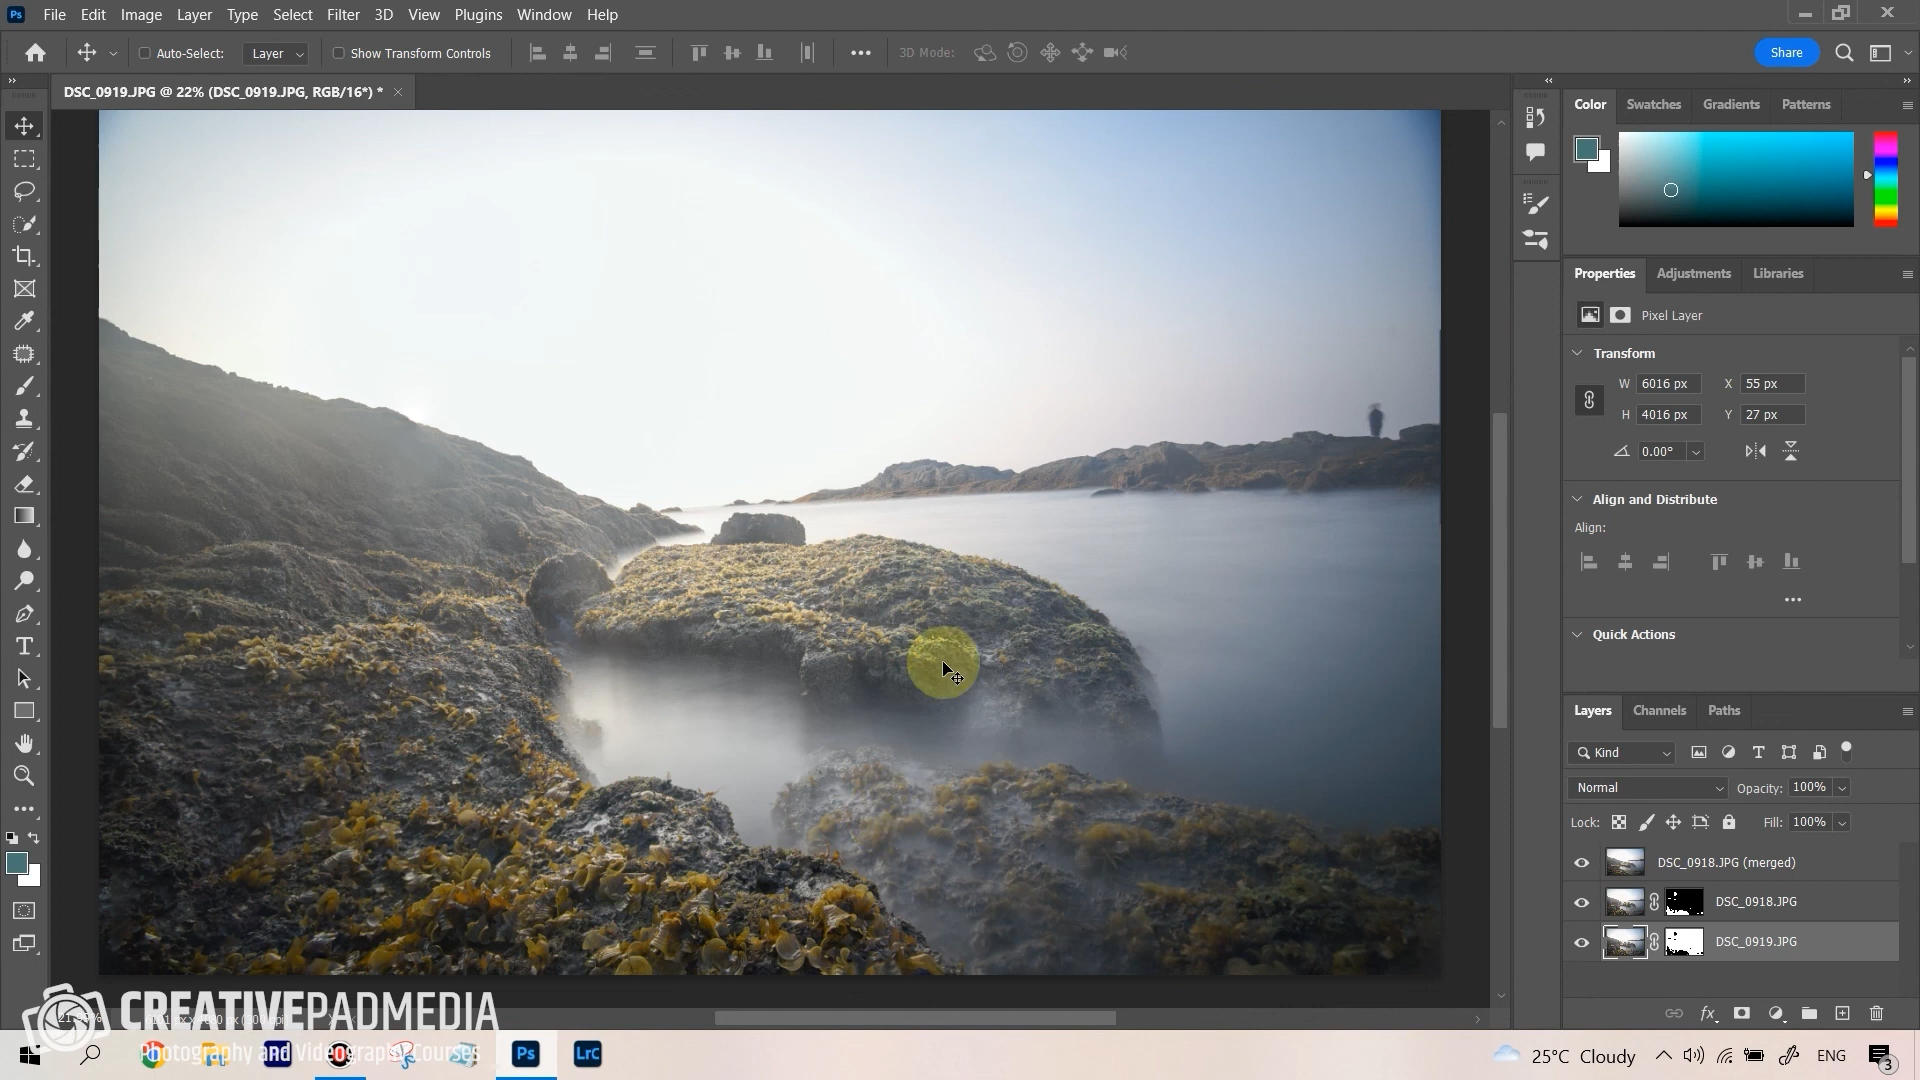 Ps File Edit Image Layer Type Select Filter 3D View Plugins Window Help
Auto-Select: Layer Show Transform Controls 3D Mode: Share
DSC_0919.JPG @ 22% (DSC_0919.JPG, RGB/16*) *
Color Swatches Gradients Patterns
Properties Adjustments Libraries
Pixel Layer
Transform
W 6016 px X 55 px
H 4016 px Y 27 px
0.00°
Align and Distribute
Align:
Quick Actions
Layers Channels Paths
Kind
Normal Opacity: 100%
Lock: Fill: 100%
DSC_0918.JPG (merged)
DSC_0918.JPG
DSC_0919.JPG
fx
CREATIVEPADMEDIA
Photography and Videography Courses
Ps LrC 25°C Cloudy ENG 3